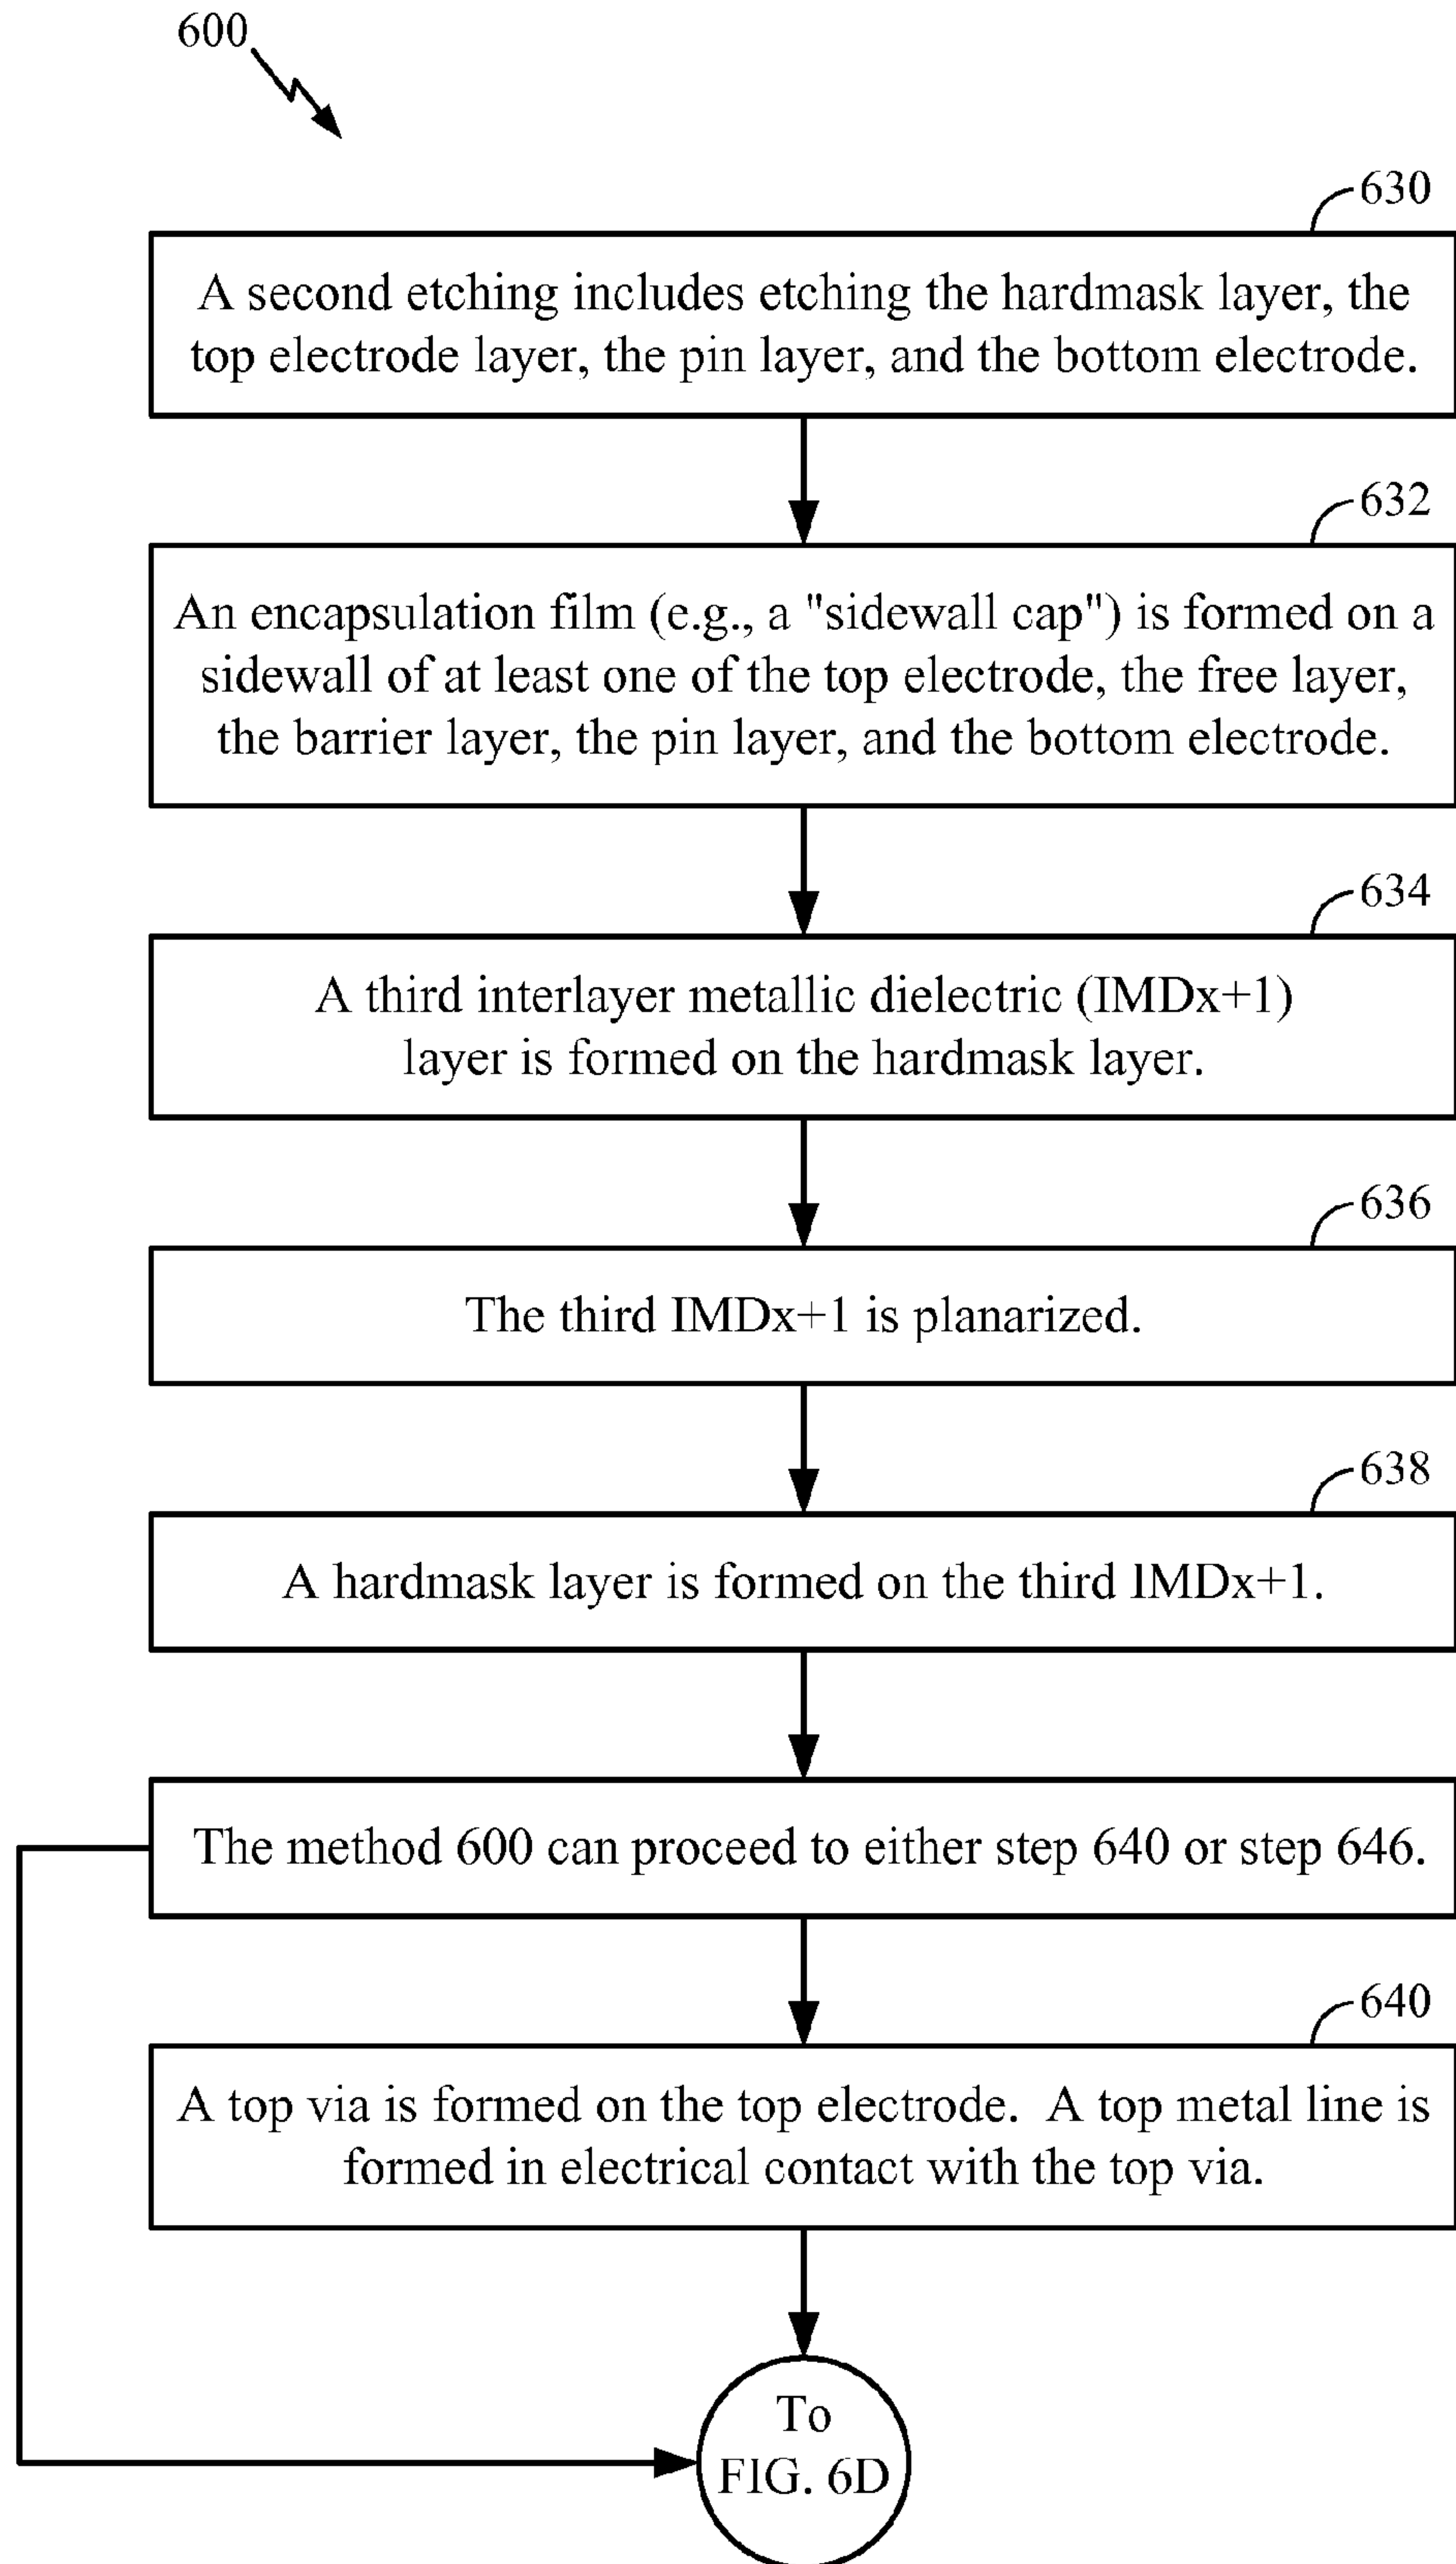 600
630
A second etching includes etching the hardmask layer, the
top electrode layer, the pin layer, and the bottom electrode.
632
An encapsulation film (e.g., a "sidewall cap") is formed on a
sidewall of at least one of the top electrode, the free layer,
the barrier layer, the pin layer, and the bottom electrode.
634
A third interlayer metallic dielectric (IMDx+1)
layer is formed on the hardmask layer.
636
The third IMDx+1 is planarized.
638
A hardmask layer is formed on the third IMDx+1.
The method 600 can proceed to either step 640 or step 646.
640
A top via is formed on the top electrode.  A top metal line is
formed in electrical contact with the top via.
To
FIG. 6D